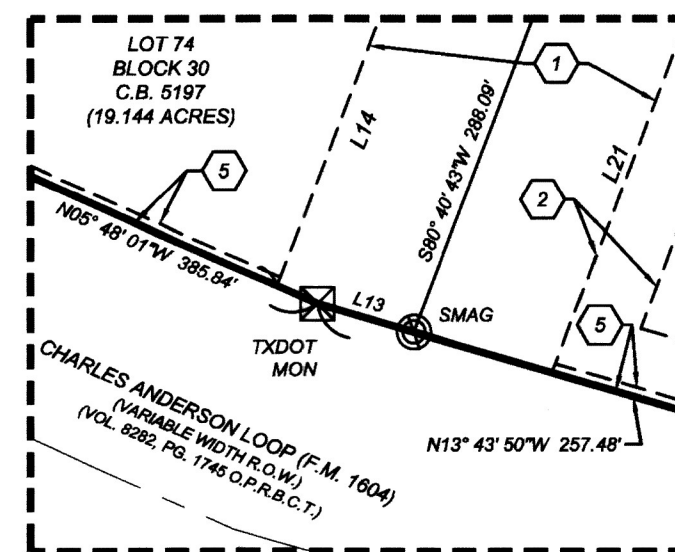 LOT 74
BLOCK 30
C.B. 5197
(19.144 ACRES)
1
L14
S80° 40' 43"W 288.09'
L21
5
2
N05° 48' 01"W 385.84'
L13
SMAG
5
TXDOT
MON
CHARLES ANDERSON LOOP (F.M. 1604)
(VARIABLE WIDTH R.O.W.)
(VOL. 8282, PG. 1745 O.P.R.B.C.T.)
N13° 43' 50"W 257.48'